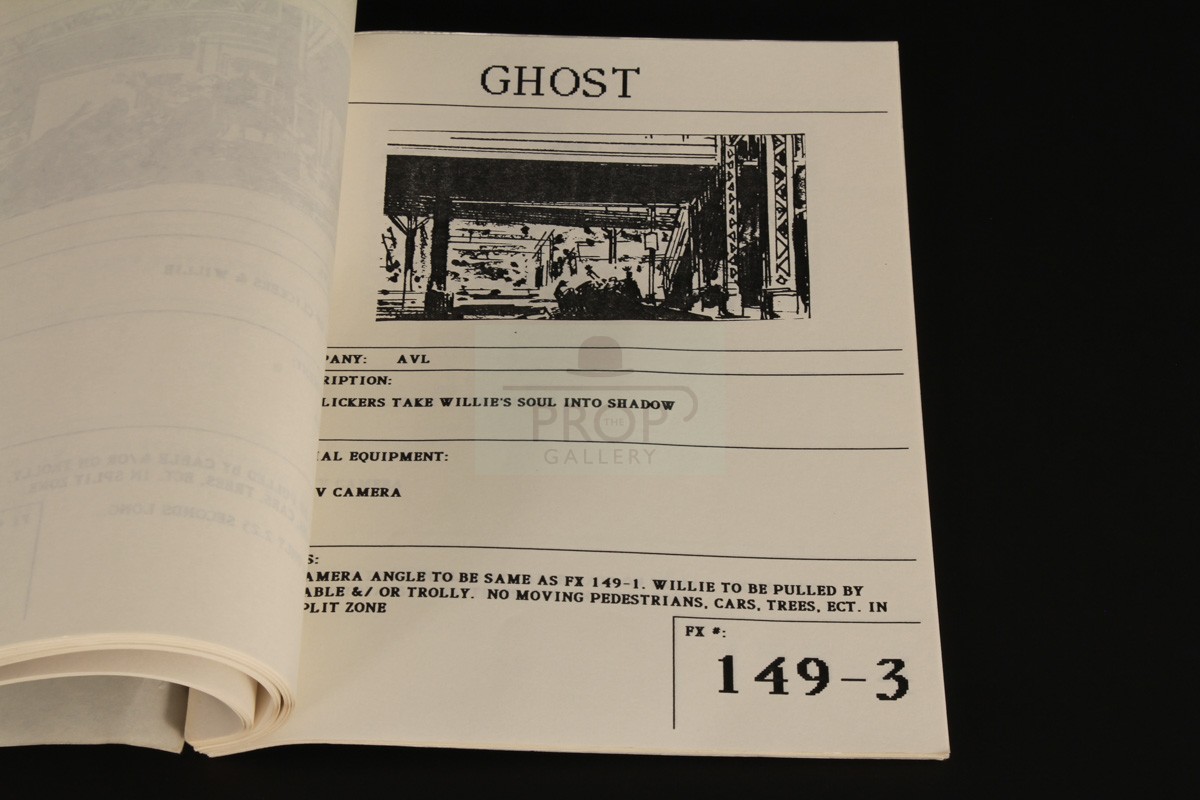 GHOST
PANY: AVL
RIPTION:
LICKERS TAKE WILLIE'S SOUL INTO SHADOW
THE
PROP
GALLERY
IAL EQUIPMENT:
V CAMERA
S:
AMERA ANGLE TO BE SAME AS FX 149-1. WILLIE TO BE PULLED BY
ABLE &/ OR TROLLY. NO MOVING PEDESTRIANS, CARS, TREES, ECT. IN
PLIT ZONE
FX #:
149-3